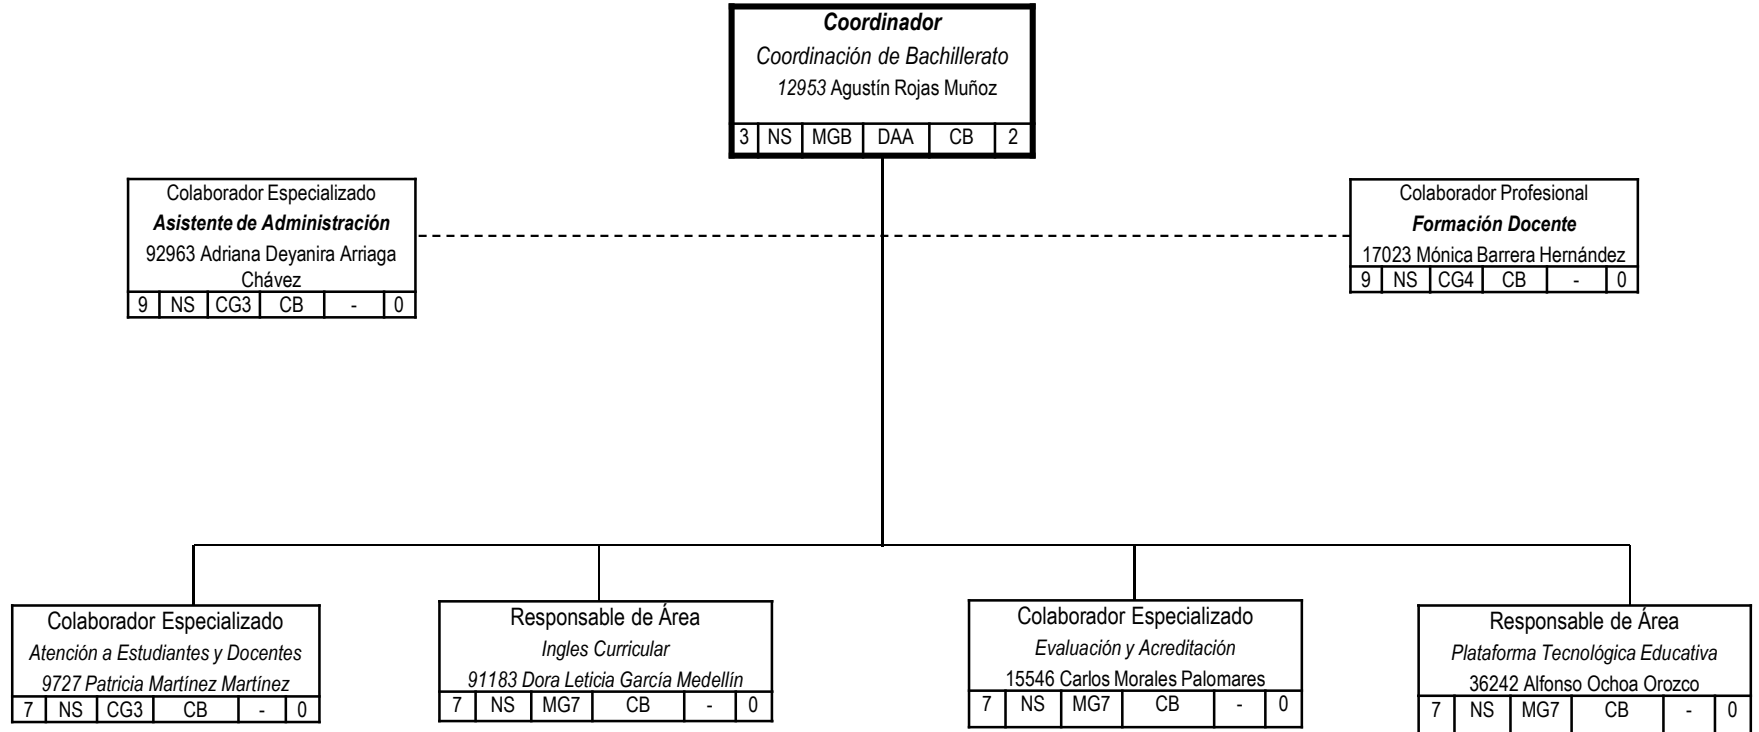 Coordinador
Coordinación de Bachillerato
12953 Agustín Rojas Muñoz
3 NS MGB DAA CB 2
Colaborador Especializado
Asistente de Administración
92963 Adriana Deyanira Arriaga
Chávez
9 NS CG3 CB - 0
Colaborador Profesional
Formación Docente
17023 Mónica Barrera Hernández
9 NS CG4 CB - 0
Colaborador Especializado
Atención a Estudiantes y Docentes
9727 Patricia Martínez Martínez
7 NS CG3 CB - 0
Responsable de Área
Ingles Curricular
91183 Dora Leticia García Medellín
7 NS MG7 CB - 0
Colaborador Especializado
Evaluación y Acreditación
15546 Carlos Morales Palomares
7 NS MG7 CB - 0
Responsable de Área
Plataforma Tecnológica Educativa
36242 Alfonso Ochoa Orozco
7 NS MG7 CB - 0